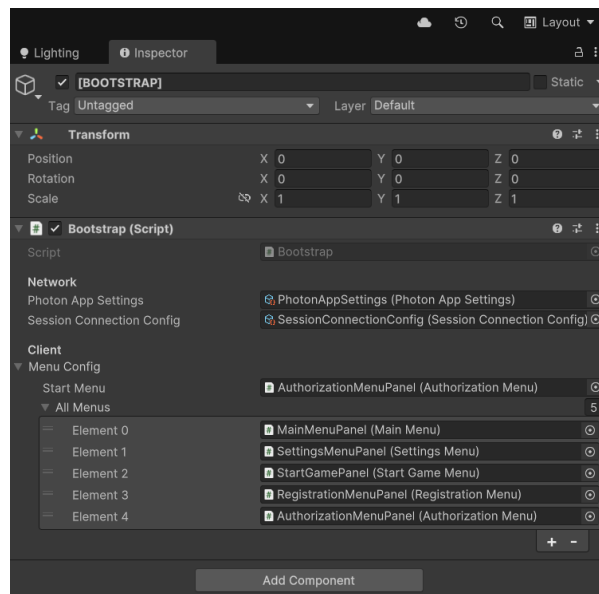 Layout
Lighting
Inspector
[BOOTSTRAP]
Static
Tag Untagged
Layer Default
Transform
Position X 0 Y 0 Z 0
Rotation X 0 Y 0 Z 0
Scale X 1 Y 1 Z 1
# Bootstrap (Script)
Script # Bootstrap
Network
Photon App Settings PhotonAppSettings (Photon App Settings)
Session Connection Config SessionConnectionConfig (Session Connection Config)
Client
Menu Config
Start Menu # AuthorizationMenuPanel (Authorization Menu)
All Menus 5
Element 0 # MainMenuPanel (Main Menu)
Element 1 # SettingsMenuPanel (Settings Menu)
Element 2 # StartGamePanel (Start Game Menu)
Element 3 # RegistrationMenuPanel (Registration Menu)
Element 4 # AuthorizationMenuPanel (Authorization Menu)
+ -
Add Component